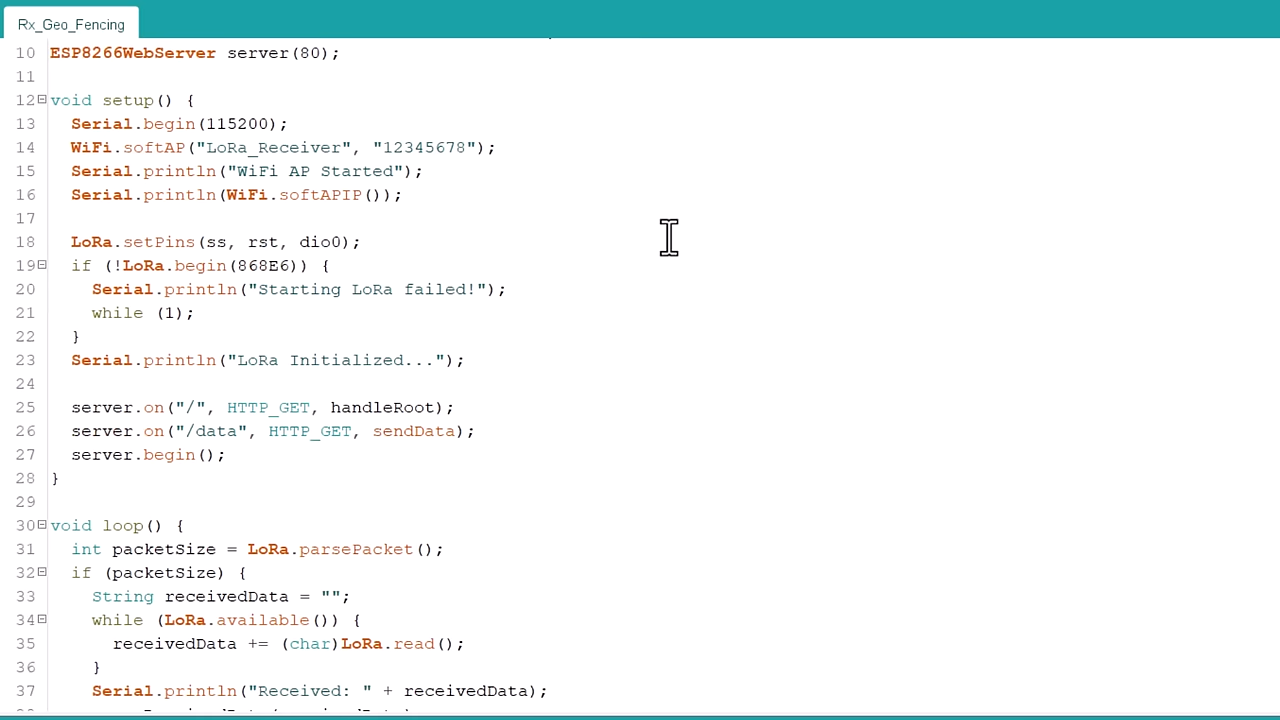 Rx_Geo_Fencing
10 ESP8266WebServer server(80);
11
12 void setup() {
13   Serial.begin(115200);
14   WiFi.softAP("LoRa_Receiver", "12345678");
15   Serial.println("WiFi AP Started");
16   Serial.println(WiFi.softAPIP());
17
18   LoRa.setPins(ss, rst, dio0);
19   if (!LoRa.begin(868E6)) {
20     Serial.println("Starting LoRa failed!");
21     while (1);
22   }
23   Serial.println("LoRa Initialized...");
24
25   server.on("/", HTTP_GET, handleRoot);
26   server.on("/data", HTTP_GET, sendData);
27   server.begin();
28 }
29
30 void loop() {
31   int packetSize = LoRa.parsePacket();
32   if (packetSize) {
33     String receivedData = "";
34     while (LoRa.available()) {
35       receivedData += (char)LoRa.read();
36     }
37     Serial.println("Received: " + receivedData);